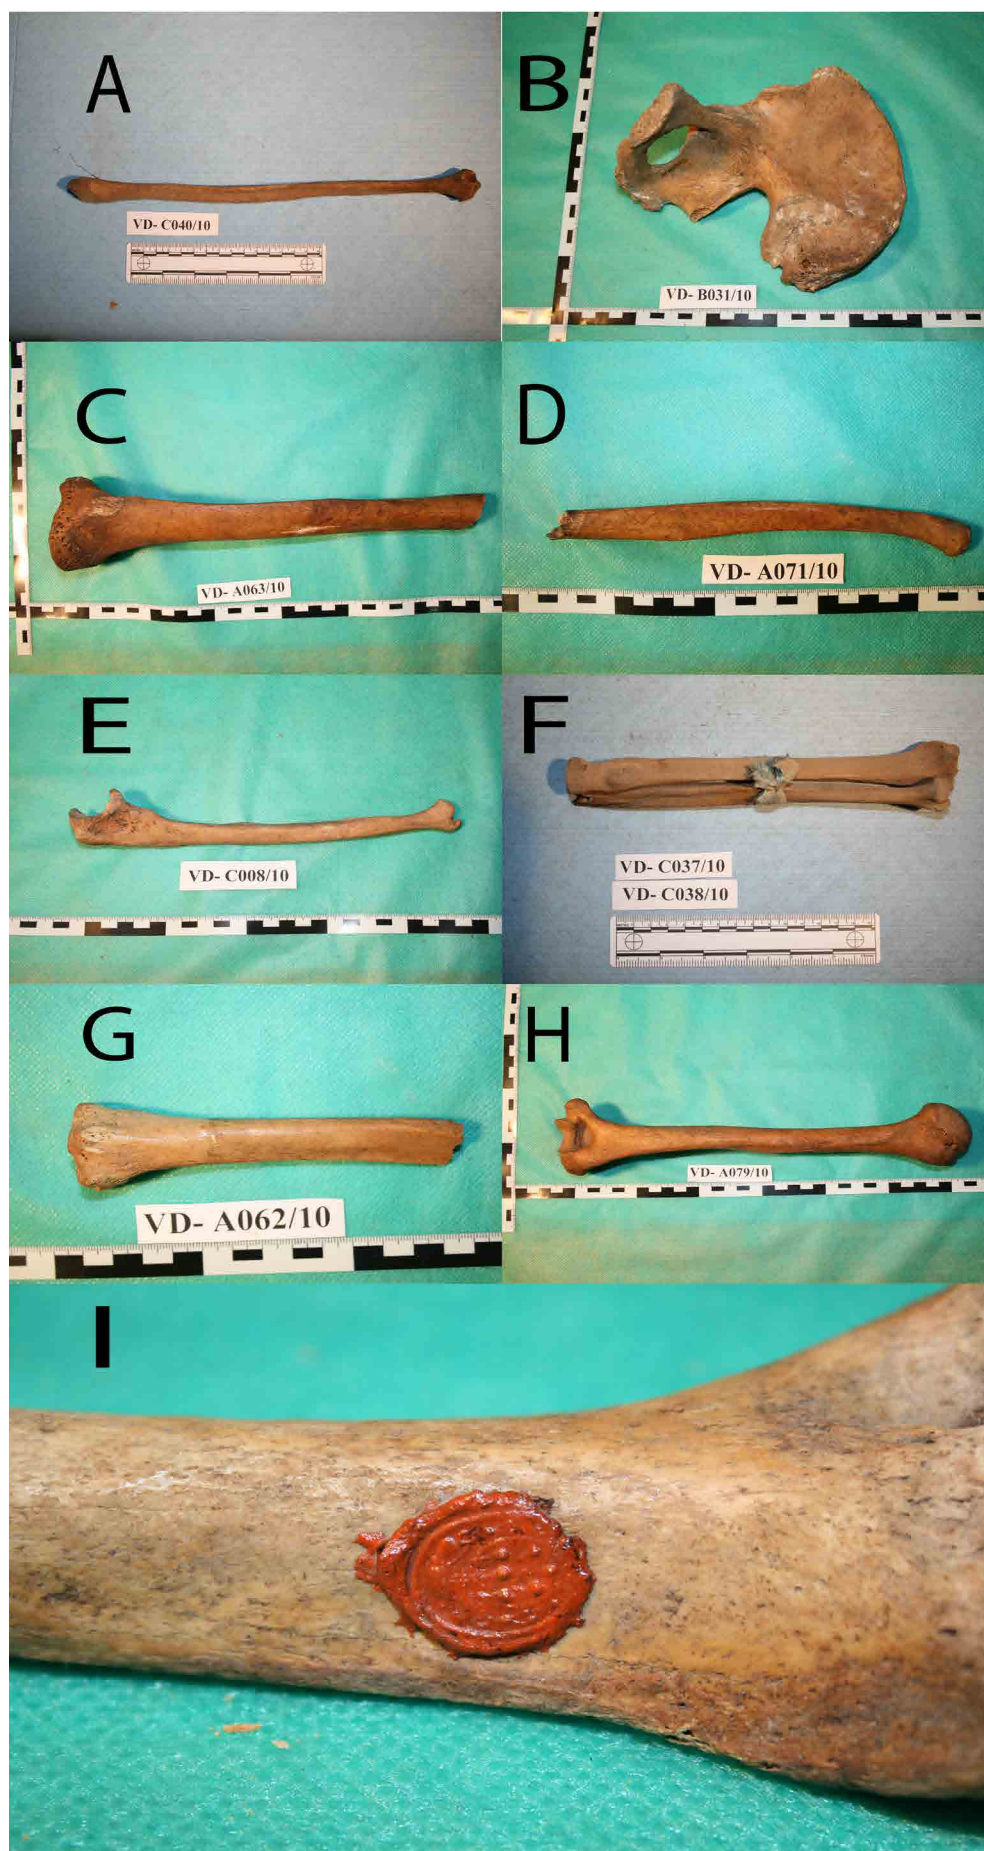 A
VD- C040/10
B
VD- B031/10
C
VD- A063/10
D
VD- A071/10
E
VD- C008/10
F
VD- C037/10
VD- C038/10
G
VD- A062/10
H
VD- A079/10
I